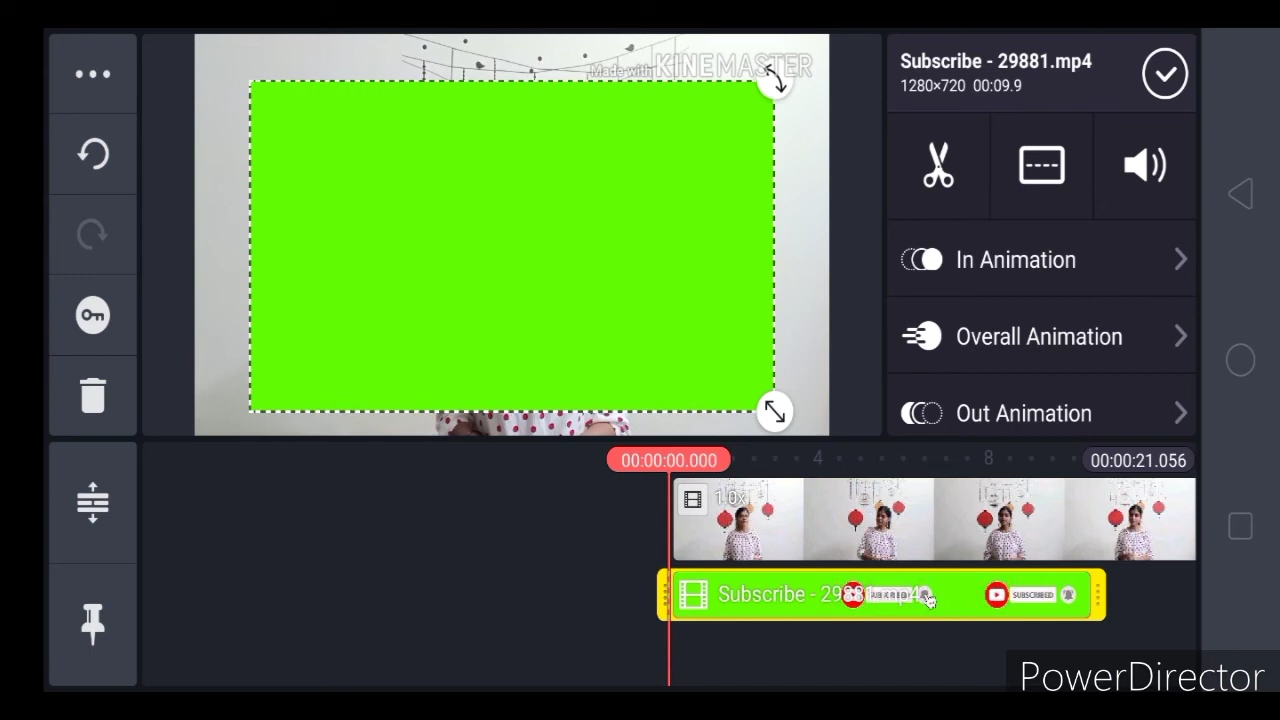 Made with KINEMASTER
Subscribe - 29881.mp4
1280×720 00:09.9
In Animation
Overall Animation
Out Animation
00:00:00.000
4
8
00:00:21.056
1.0x
Subscribe - 29881.mp4
SUBSCRIBED
PowerDirector